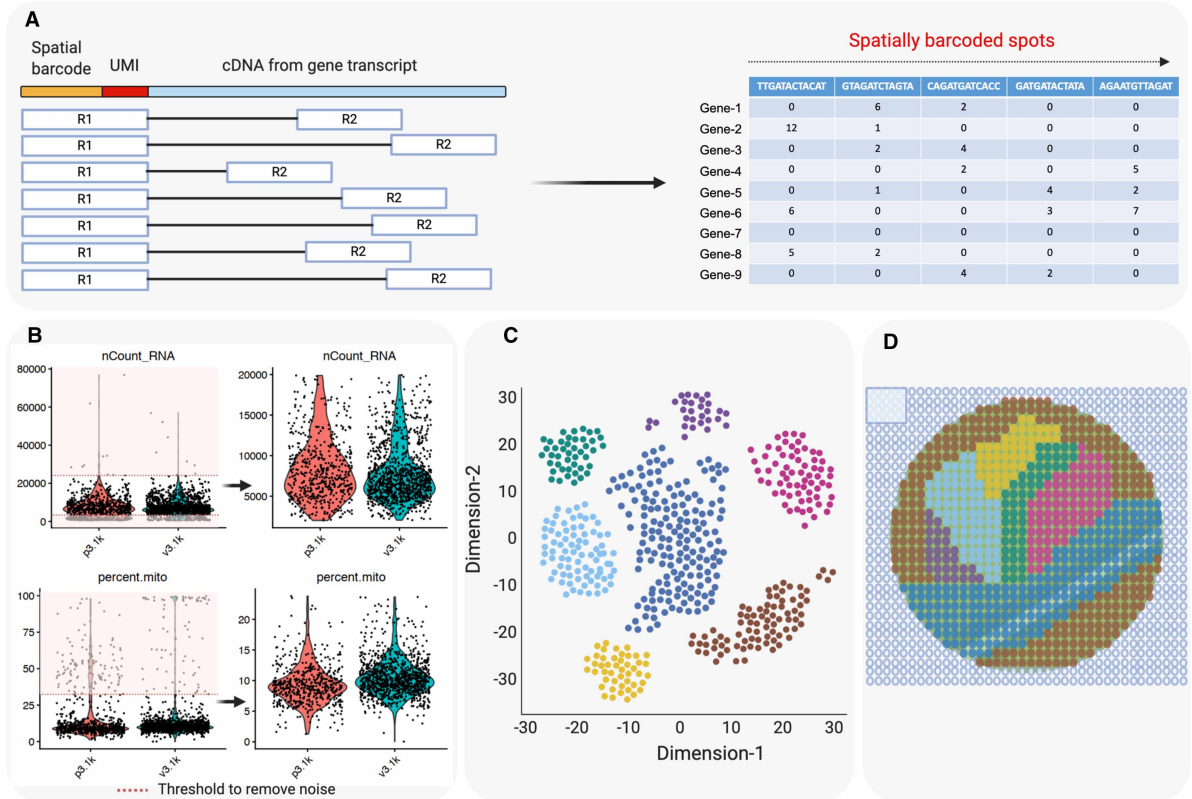 A
Spatial
barcode
UMI
cDNA from gene transcript
R1 R2
R1 R2
R1 R2
R1 R2
R1 R2
R1 R2
R1 R2
Spatially barcoded spots
TTGATACTACAT GTAGATCTAGTA CAGATGATCACC GATGATACTATA AGAATGTTAGAT
Gene-1 0 6 2 0 0
Gene-2 12 1 0 0 0
Gene-3 0 2 4 0 0
Gene-4 0 0 2 0 5
Gene-5 0 1 0 4 2
Gene-6 6 0 0 3 7
Gene-7 0 0 0 0 0
Gene-8 5 2 0 0 0
Gene-9 0 0 4 2 0
B
nCount_RNA
80000
60000
40000
20000
0
p3.1k v3.1k
nCount_RNA
20000
15000
10000
5000
p3.1k v3.1k
percent.mito
100
75
50
25
0
p3.1k v3.1k
percent.mito
20
15
10
5
0
p3.1k v3.1k
Threshold to remove noise
C
Dimension-2
30
20
10
0
-10
-20
-30
-30 -20 -10 0 10 20 30
Dimension-1
D